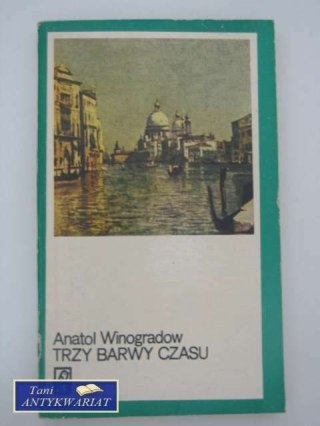 Anatol Winogradow
TRZY BARWY CZASU
Tani
ANTYKWARIAT